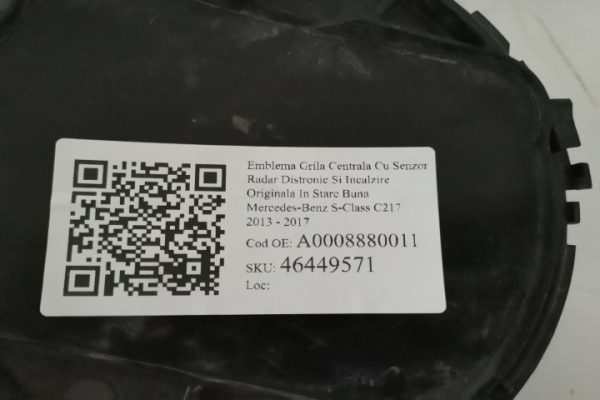 Emblema Grila Centrala Cu Senzor
Radar Distronic Si Incalzire
Originala In Stare Buna
Mercedes-Benz S-Class C217
2013 - 2017
Cod OE: A0008880011
SKU: 46449571
Loc: